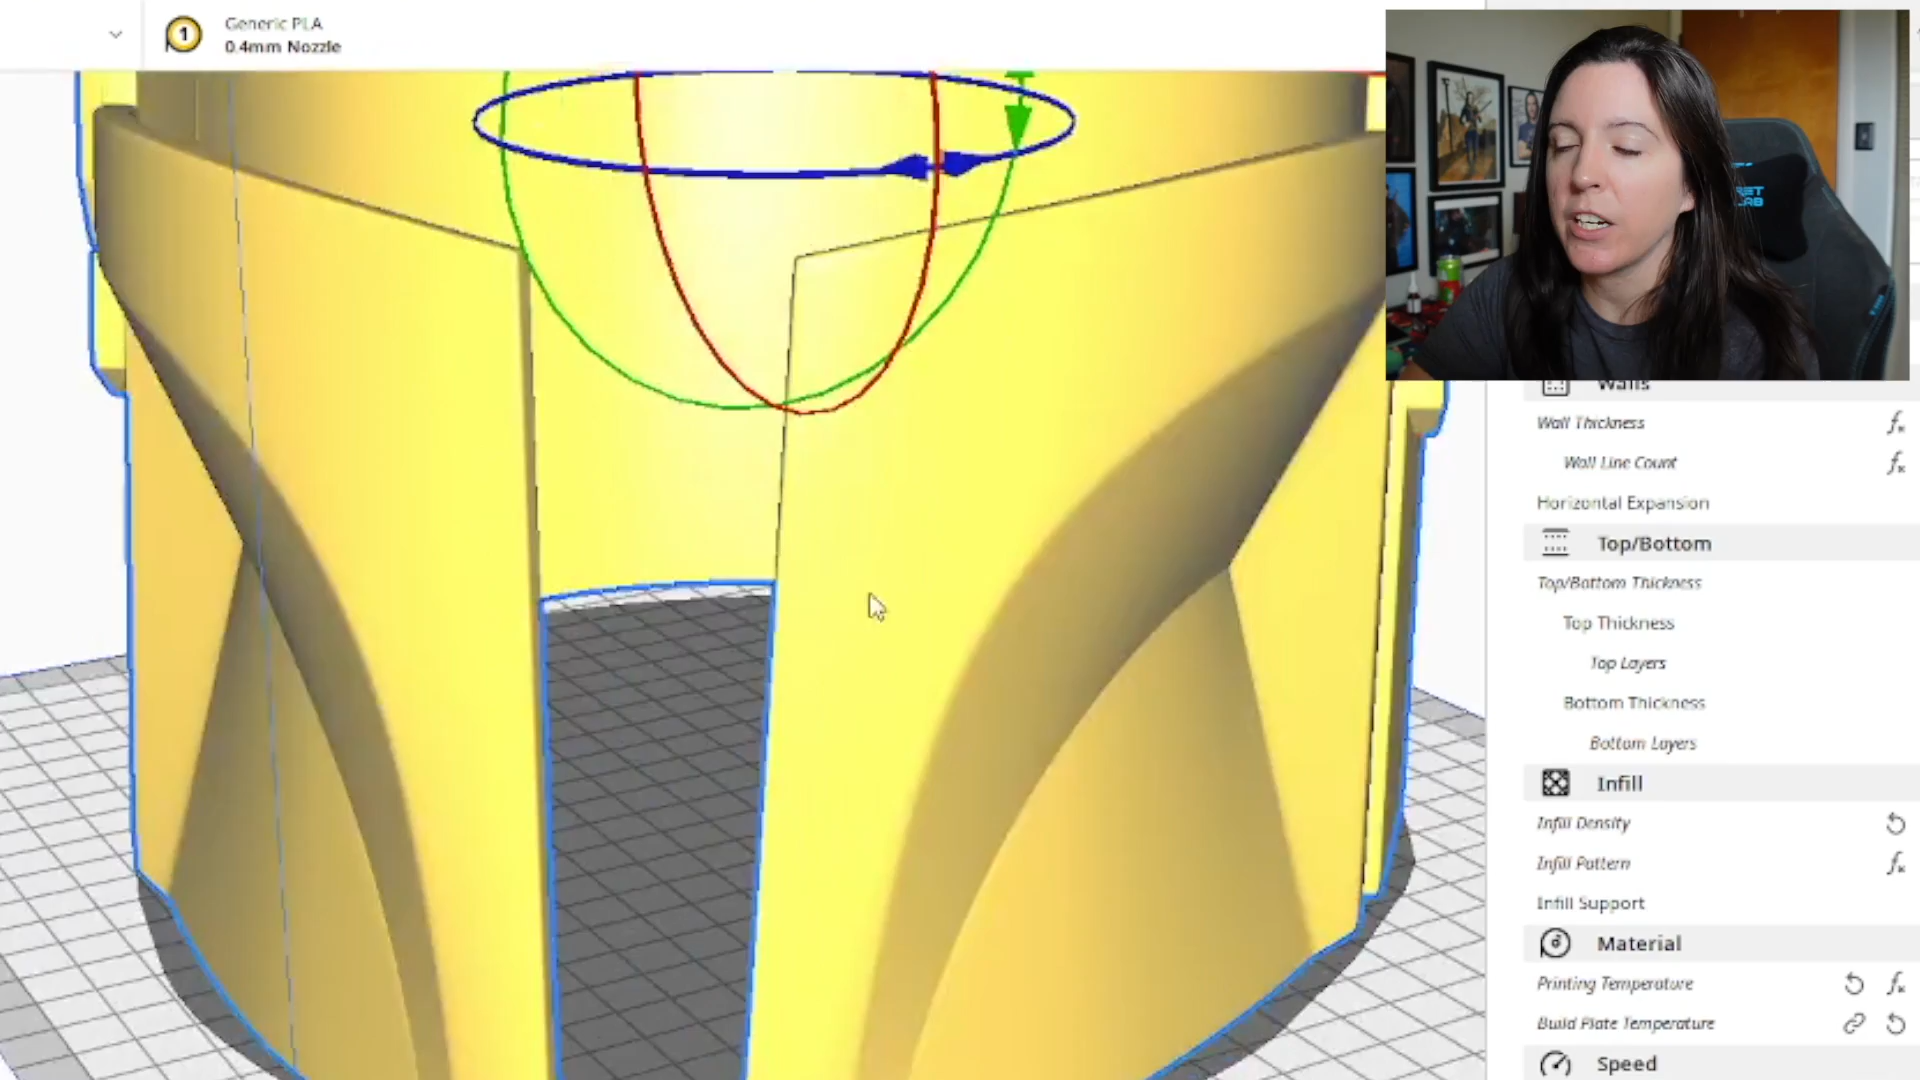 1
Generic PLA
0.4mm Nozzle
Walls
Wall Thickness
Wall Line Count
Horizontal Expansion
Top/Bottom
Top/Bottom Thickness
Top Thickness
Top Layers
Bottom Thickness
Bottom Layers
Infill
Infill Density
Infill Pattern
Infill Support
Material
Printing Temperature
Build Plate Temperature
Speed